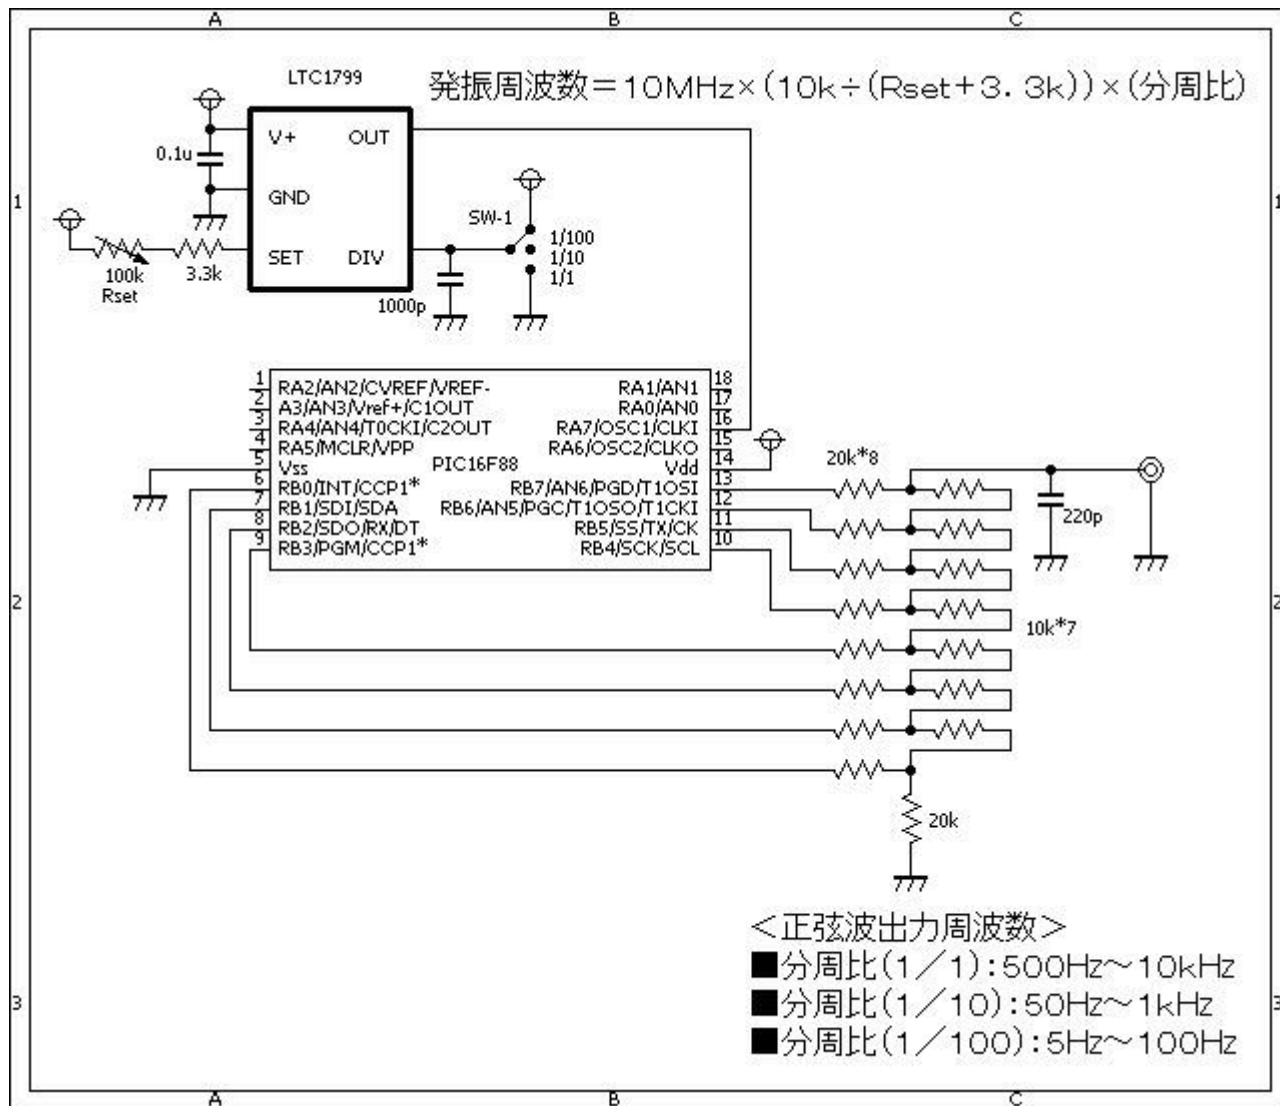 A B C
LTC1799
発振周波数=10MHz×(10k÷(Rset+3.3k))×(分周比)
V+ OUT
0.1u
GND
1 1
SW-1
1/100
1/10
1/1
SET DIV
100k
Rset
3.3k
1000p
1 RA2/AN2/CVREF/VREF- RA1/AN1 18
2 A3/AN3/Vref+/C1OUT RA0/AN0 17
3 RA4/AN4/T0CKI/C2OUT RA7/OSC1/CLKI 16
4 RA5/MCLR/VPP RA6/OSC2/CLKO 15
5 Vss PIC16F88 Vdd 14
6 RB0/INT/CCP1* RB7/AN6/PGD/T1OSI 13
7 RB1/SDI/SDA RB6/AN5/PGC/T1OSO/T1CKI 12
8 RB2/SDO/RX/DT RB5/SS/TX/CK 11
9 RB3/PGM/CCP1* RB4/SCK/SCL 10
20k*8
220p
2 2
10k*7
20k
<正弦波出力周波数>
■分周比(1/1):500Hz~10kHz
■分周比(1/10):50Hz~1kHz
3 3
■分周比(1/100):5Hz~100Hz
A B C